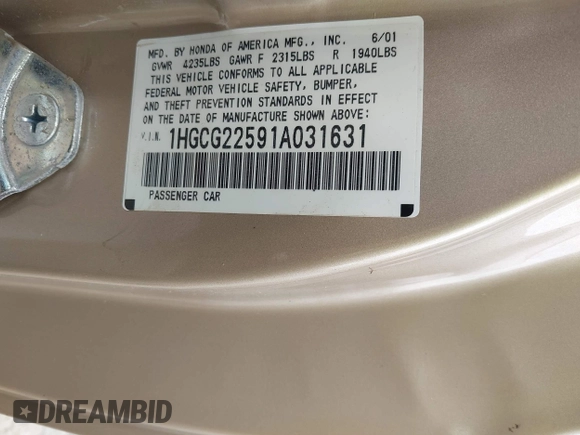 MFD. BY HONDA OF AMERICA MFG., INC. 6/01
GVWR 4235LBS GAWR F 2315LBS R 1940LBS
THIS VEHICLE CONFORMS TO ALL APPLICABLE
FEDERAL MOTOR VEHICLE SAFETY, BUMPER,
AND THEFT PREVENTION STANDARDS IN EFFECT
ON THE DATE OF MANUFACTURE SHOWN ABOVE:
V.I.N. 1HGCG22591A031631
PASSENGER CAR
DREAMBID